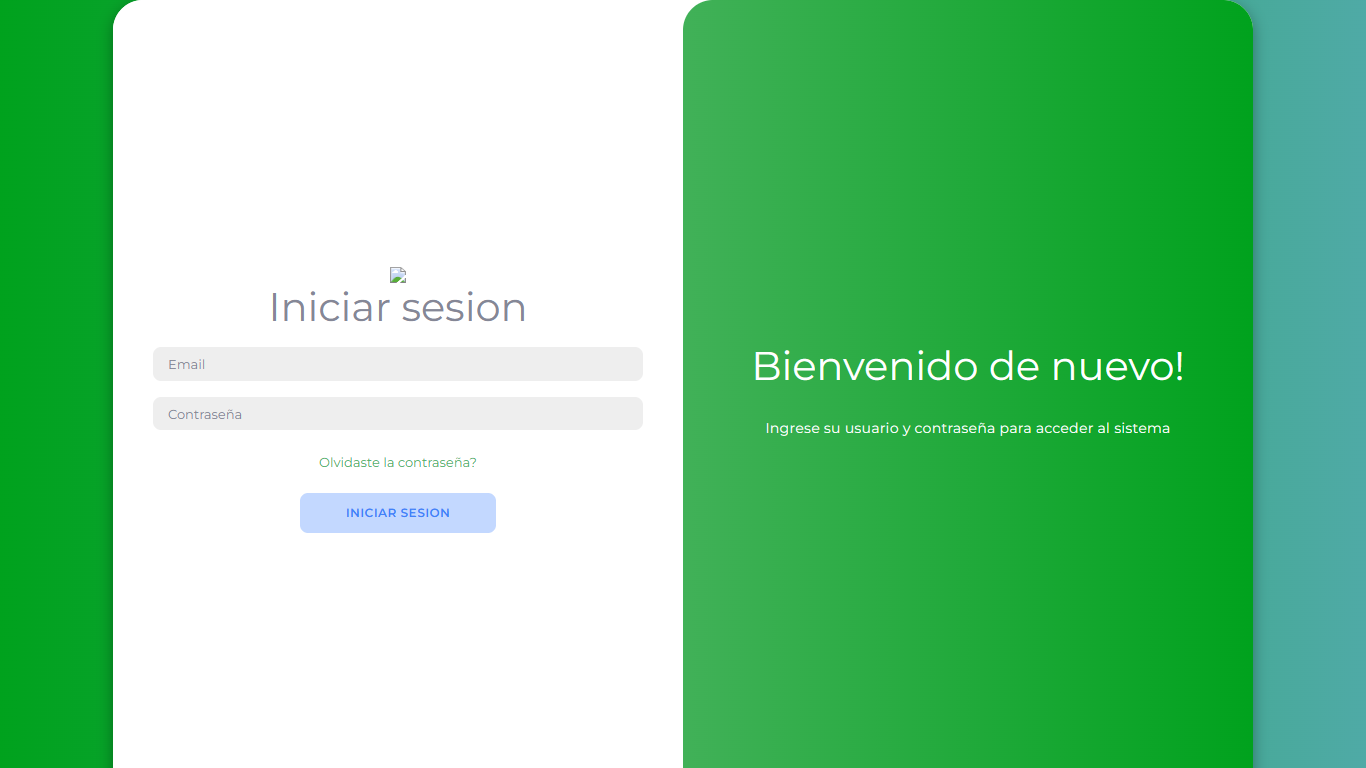 Iniciar sesion
Email
Contraseña
Olvidaste la contraseña?
INICIAR SESION
Bienvenido de nuevo!
Ingrese su usuario y contraseña para acceder al sistema